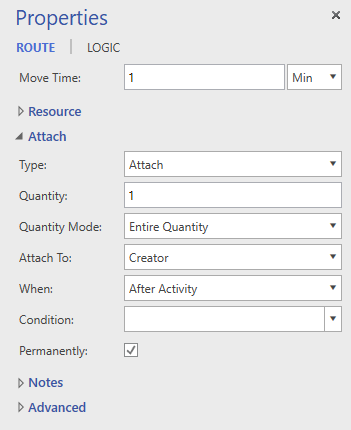 Properties
ROUTE LOGIC
Move Time: 1 Min
Resource
Attach
Type: Attach
Quantity: 1
Quantity Mode: Entire Quantity
Attach To: Creator
When: After Activity
Condition:
Permanently:
Notes
Advanced